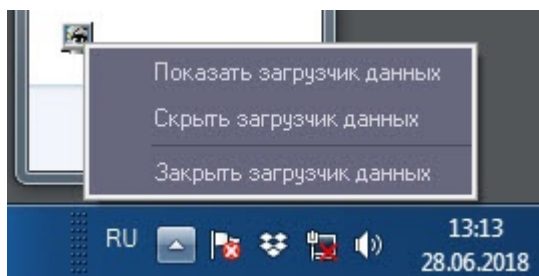 Показать загрузчик данных
Скрыть загрузчик данных
Закрыть загрузчик данных
RU
13:13
28.06.2018